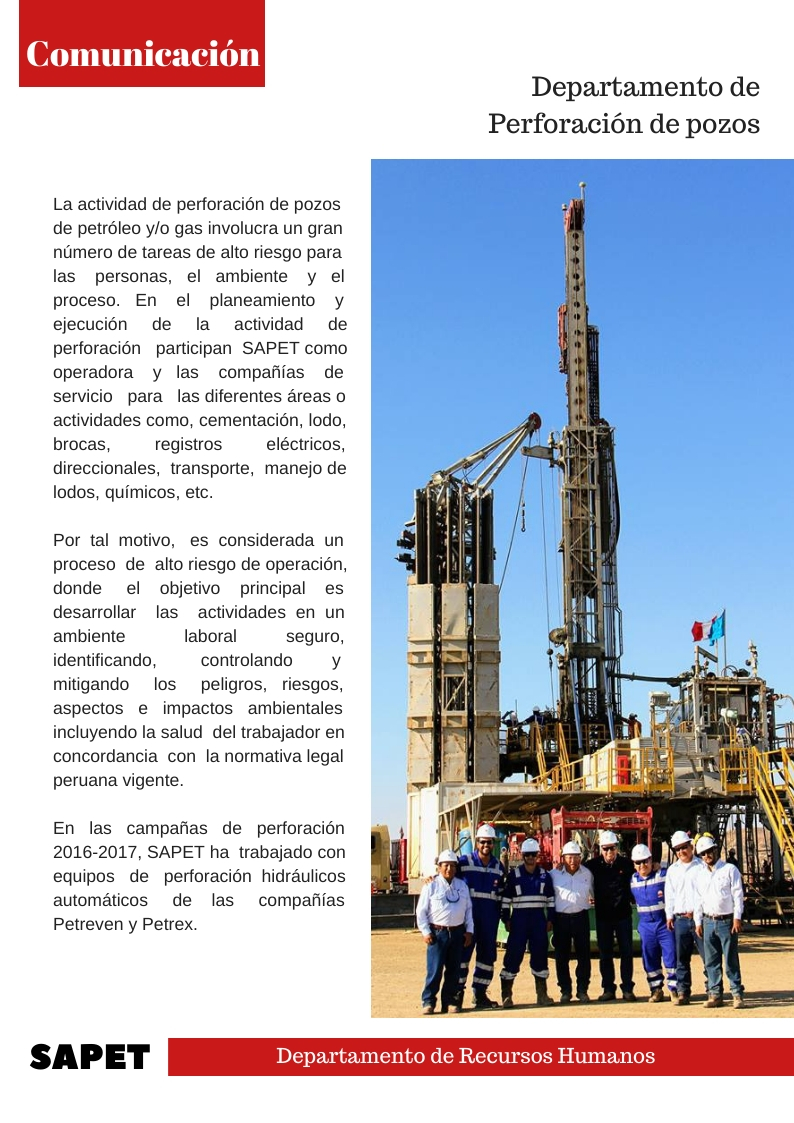 Comunicación
Departamento de
Perforación de pozos
La actividad de perforación de pozos
de petróleo y/o gas involucra un gran
número de tareas de alto riesgo para
las personas, el ambiente y el
proceso. En el planeamiento y
ejecución de la actividad de
perforación participan SAPET como
operadora y las compañías de
servicio para las diferentes áreas o
actividades como, cementación, lodo,
brocas, registros eléctricos,
direccionales, transporte, manejo de
lodos, químicos, etc.
Por tal motivo, es considerada un
proceso de alto riesgo de operación,
donde el objetivo principal es
desarrollar las actividades en un
ambiente laboral seguro,
identificando, controlando y
mitigando los peligros, riesgos,
aspectos e impactos ambientales
incluyendo la salud del trabajador en
concordancia con la normativa legal
peruana vigente.
En las campañas de perforación
2016-2017, SAPET ha trabajado con
equipos de perforación hidráulicos
automáticos de las compañías
Petreven y Petrex.
SAPET
Departamento de Recursos Humanos